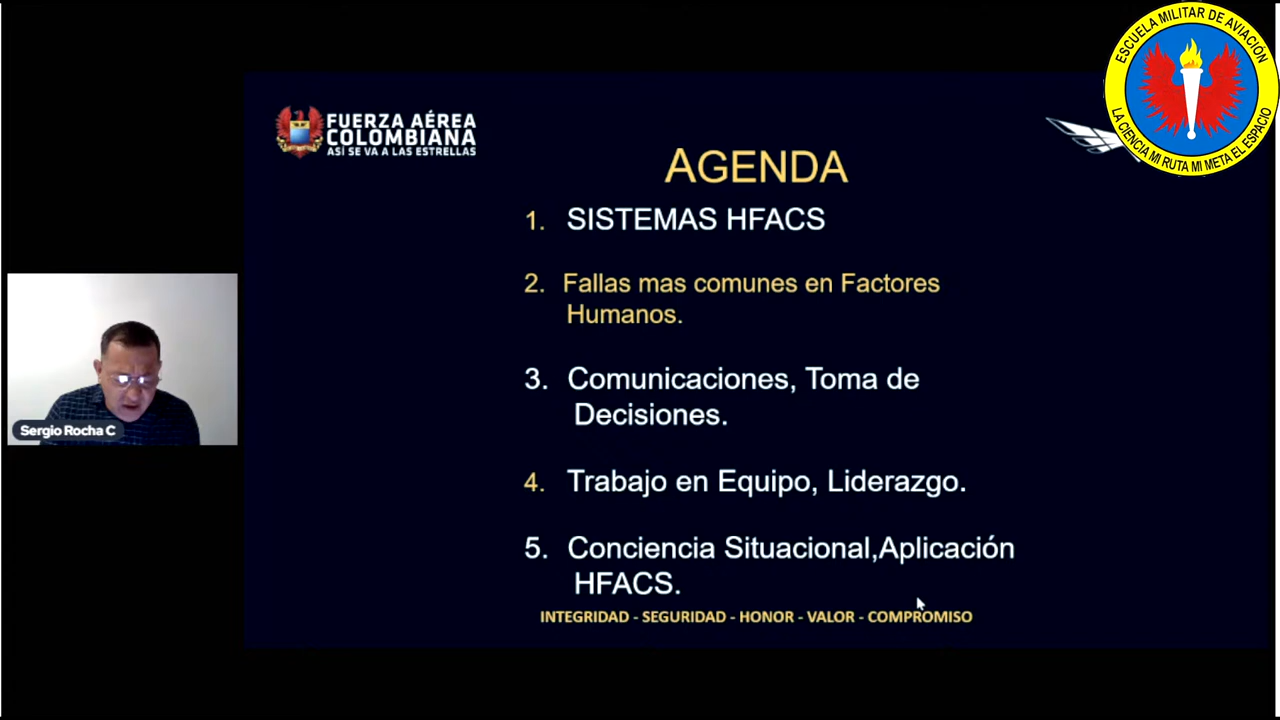 ESCUELA MILITAR DE AVIACIÓN
LA CIENCIA MI RUTA MI META EL ESPACIO
FUERZA AÉREA
COLOMBIANA
ASÍ SE VA A LAS ESTRELLAS
AGENDA
1. SISTEMAS HFACS
2. Fallas mas comunes en Factores
Humanos.
3. Comunicaciones, Toma de
Decisiones.
4. Trabajo en Equipo, Liderazgo.
5. Conciencia Situacional,Aplicación
HFACS.
INTEGRIDAD - SEGURIDAD - HONOR - VALOR - COMPROMISO
Sergio Rocha C